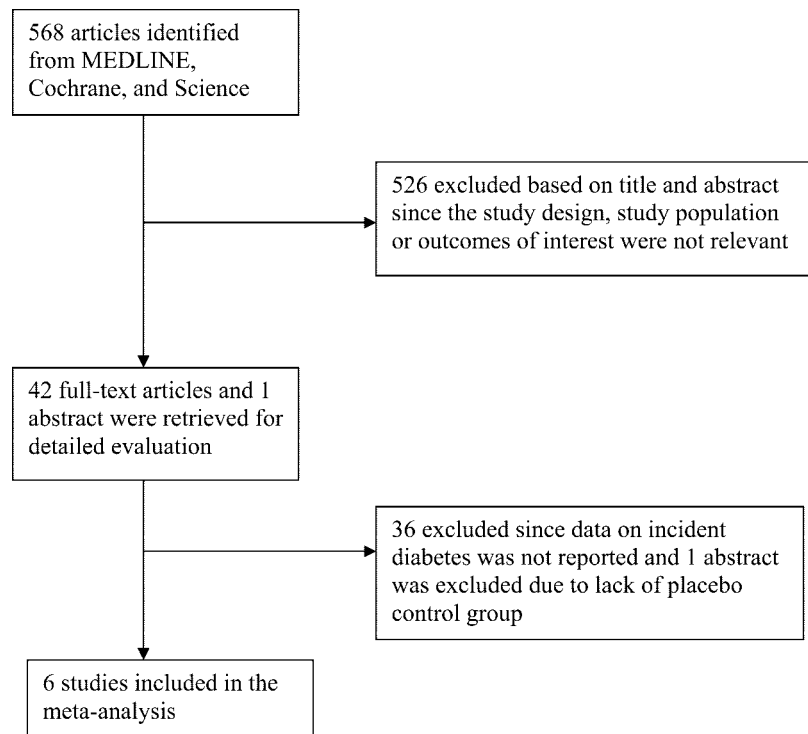 568 articles identified
from MEDLINE,
Cochrane, and Science
526 excluded based on title and abstract
since the study design, study population
or outcomes of interest were not relevant
42 full-text articles and 1
abstract were retrieved for
detailed evaluation
36 excluded since data on incident
diabetes was not reported and 1 abstract
was excluded due to lack of placebo
control group
6 studies included in the
meta-analysis